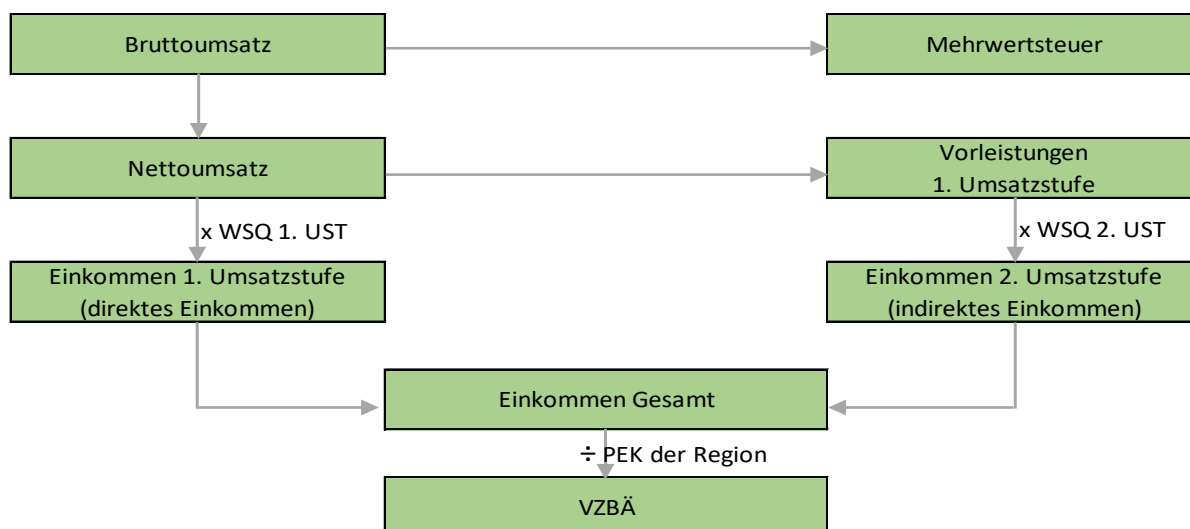 Bruttoumsatz
Mehrwertsteuer
Nettoumsatz
Vorleistungen
1. Umsatzstufe
x WSQ 1. UST
x WSQ 2. UST
Einkommen 1. Umsatzstufe
(direktes Einkommen)
Einkommen 2. Umsatzstufe
(indirektes Einkommen)
Einkommen Gesamt
÷ PEK der Region
VZBÄ